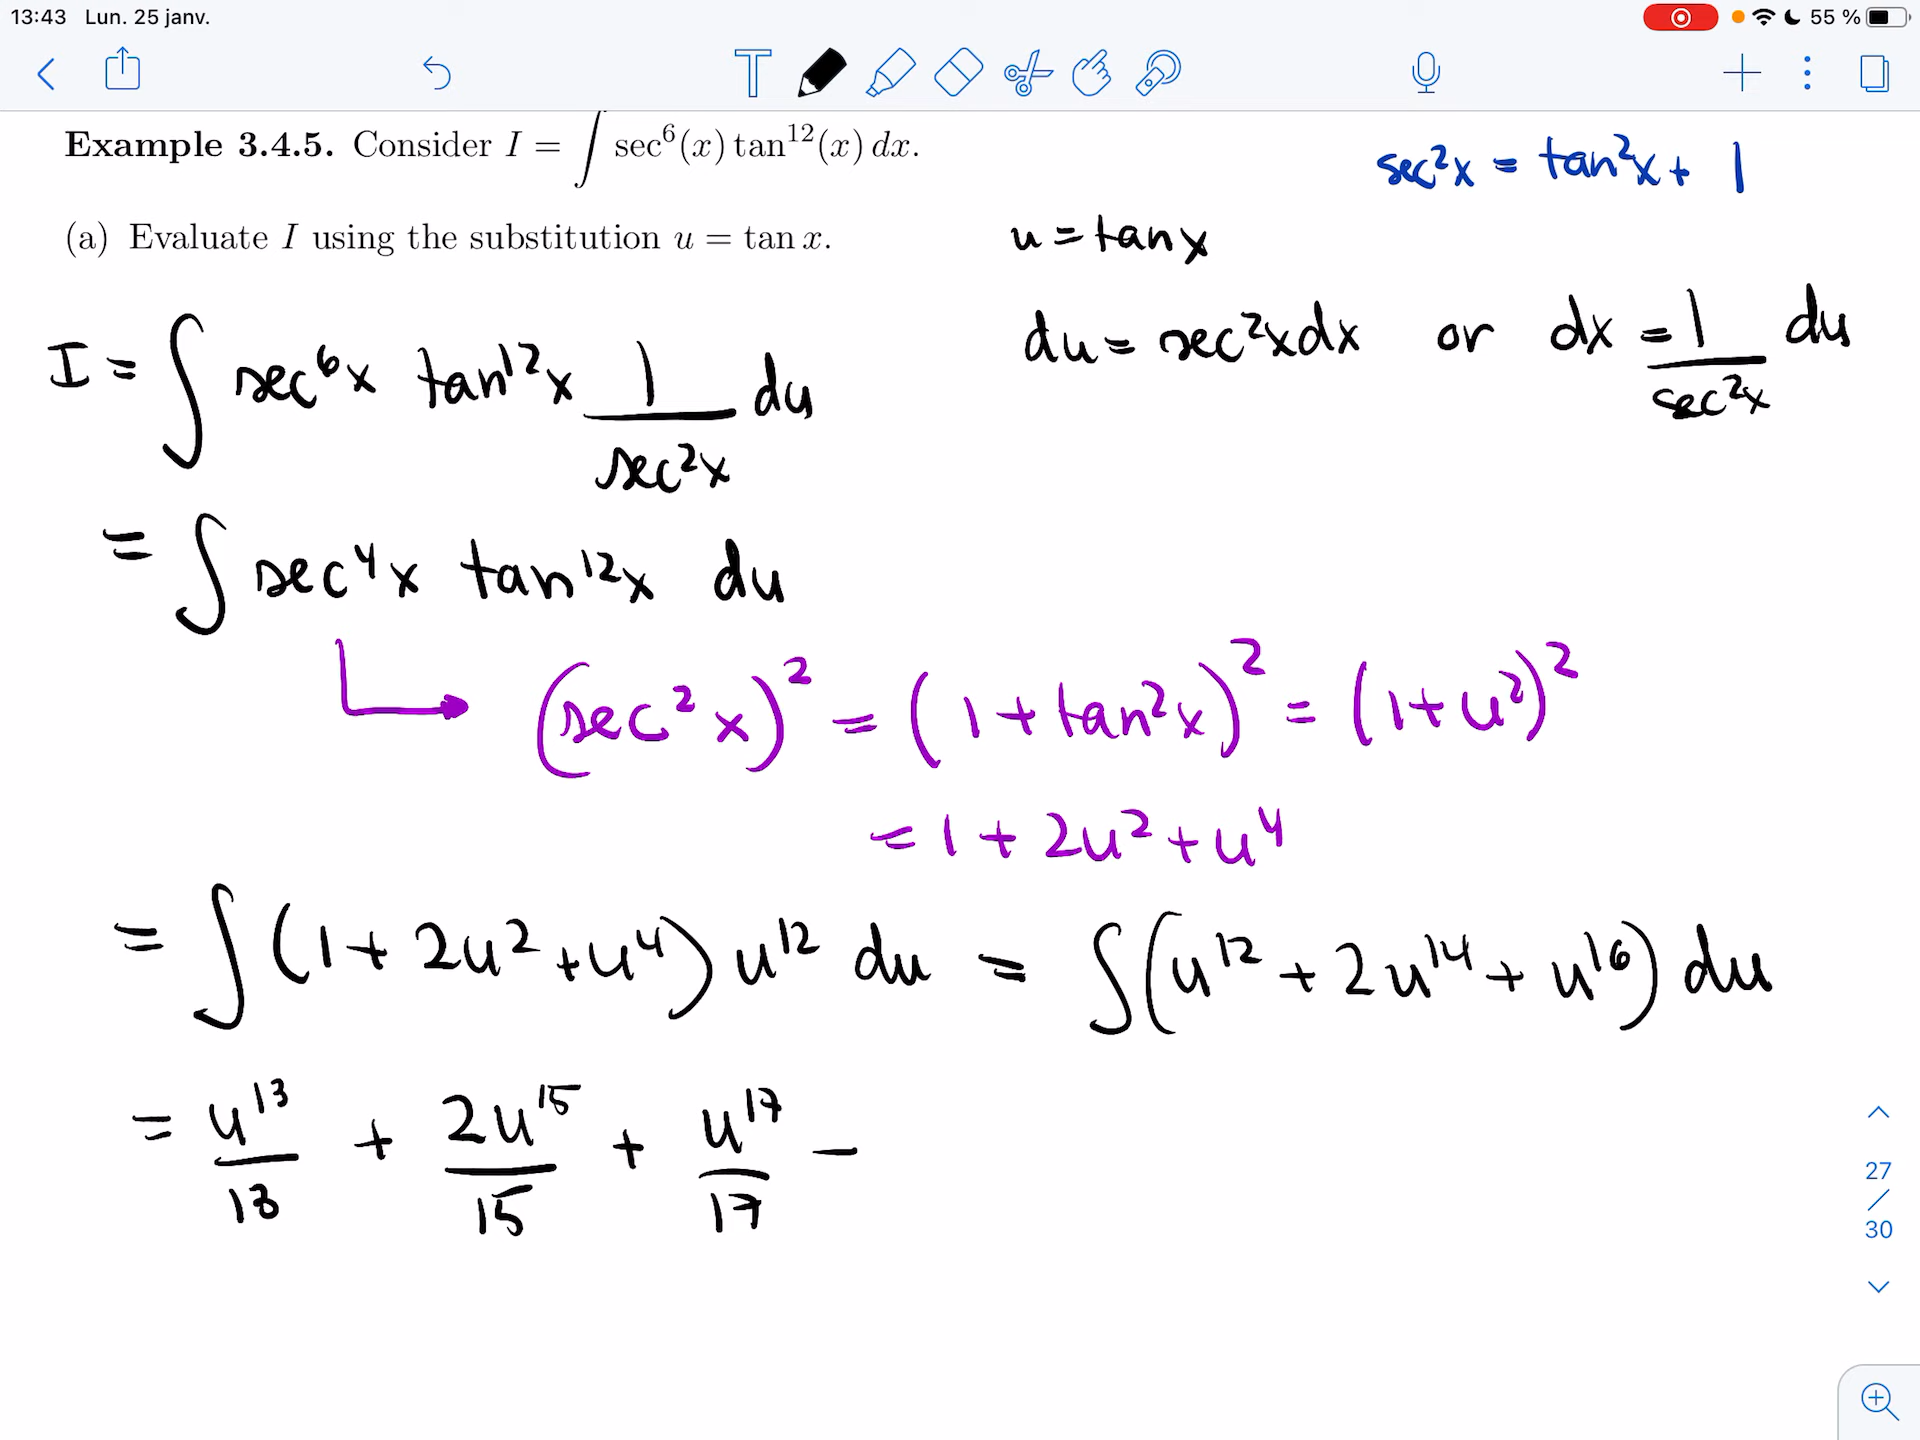 13:43 Lun. 25 janv. 55 %
T
Example 3.4.5. Consider I = ∫ sec⁶(x) tan¹²(x) dx.
sec²x = tan²x + 1
(a) Evaluate I using the substitution u = tan x.
u = tan x
du = sec²x dx or dx = 1/sec²x du
I = ∫ sec⁶x tan¹²x 1/sec²x du
= ∫ sec⁴x tan¹²x du
(sec²x)² = (1 + tan²x)² = (1 + u²)²
= 1 + 2u² + u⁴
= ∫ (1 + 2u² + u⁴) u¹² du = ∫ (u¹² + 2u¹⁴ + u¹⁶) du
= u¹³/13 + 2u¹⁵/15 + u¹⁷/17 −
27
/
30